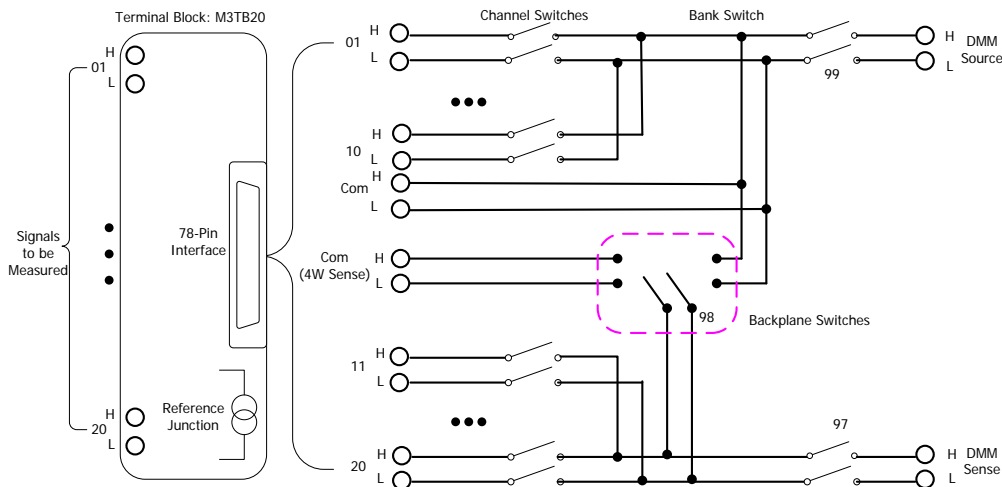 Terminal Block: M3TB20
Channel Switches
Bank Switch
H
01
L
Signals
to be
Measured
H
20
L
78-Pin
Interface
Reference
Junction
01
H
L
H
10
L
Com
H
L
Com
(4W Sense)
H
L
H
11
L
20
H
L
99
H
L
DMM
Source
98
Backplane Switches
97
H
L
DMM
Sense